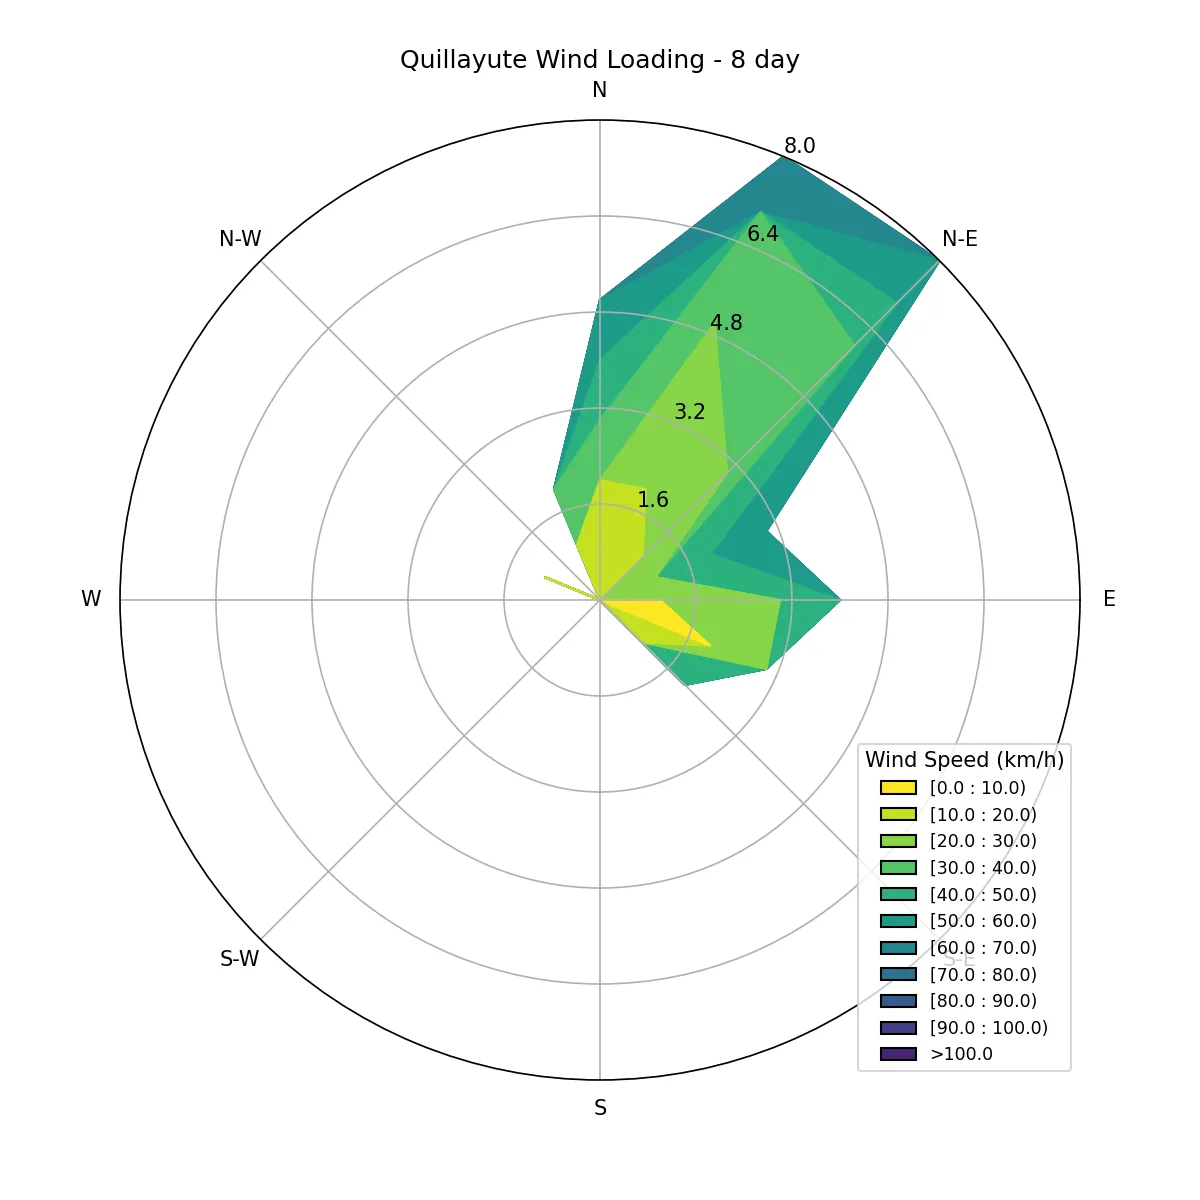 Quillayute Wind Loading - 8 day
N
8.0
N-W
6.4
N-E
4.8
3.2
1.6
W
E
Wind Speed (km/h)
[0.0 : 10.0)
[10.0 : 20.0)
[20.0 : 30.0)
[30.0 : 40.0)
[40.0 : 50.0)
[50.0 : 60.0)
[60.0 : 70.0)
[70.0 : 80.0)
[80.0 : 90.0)
[90.0 : 100.0)
>100.0
S-W
S-E
S